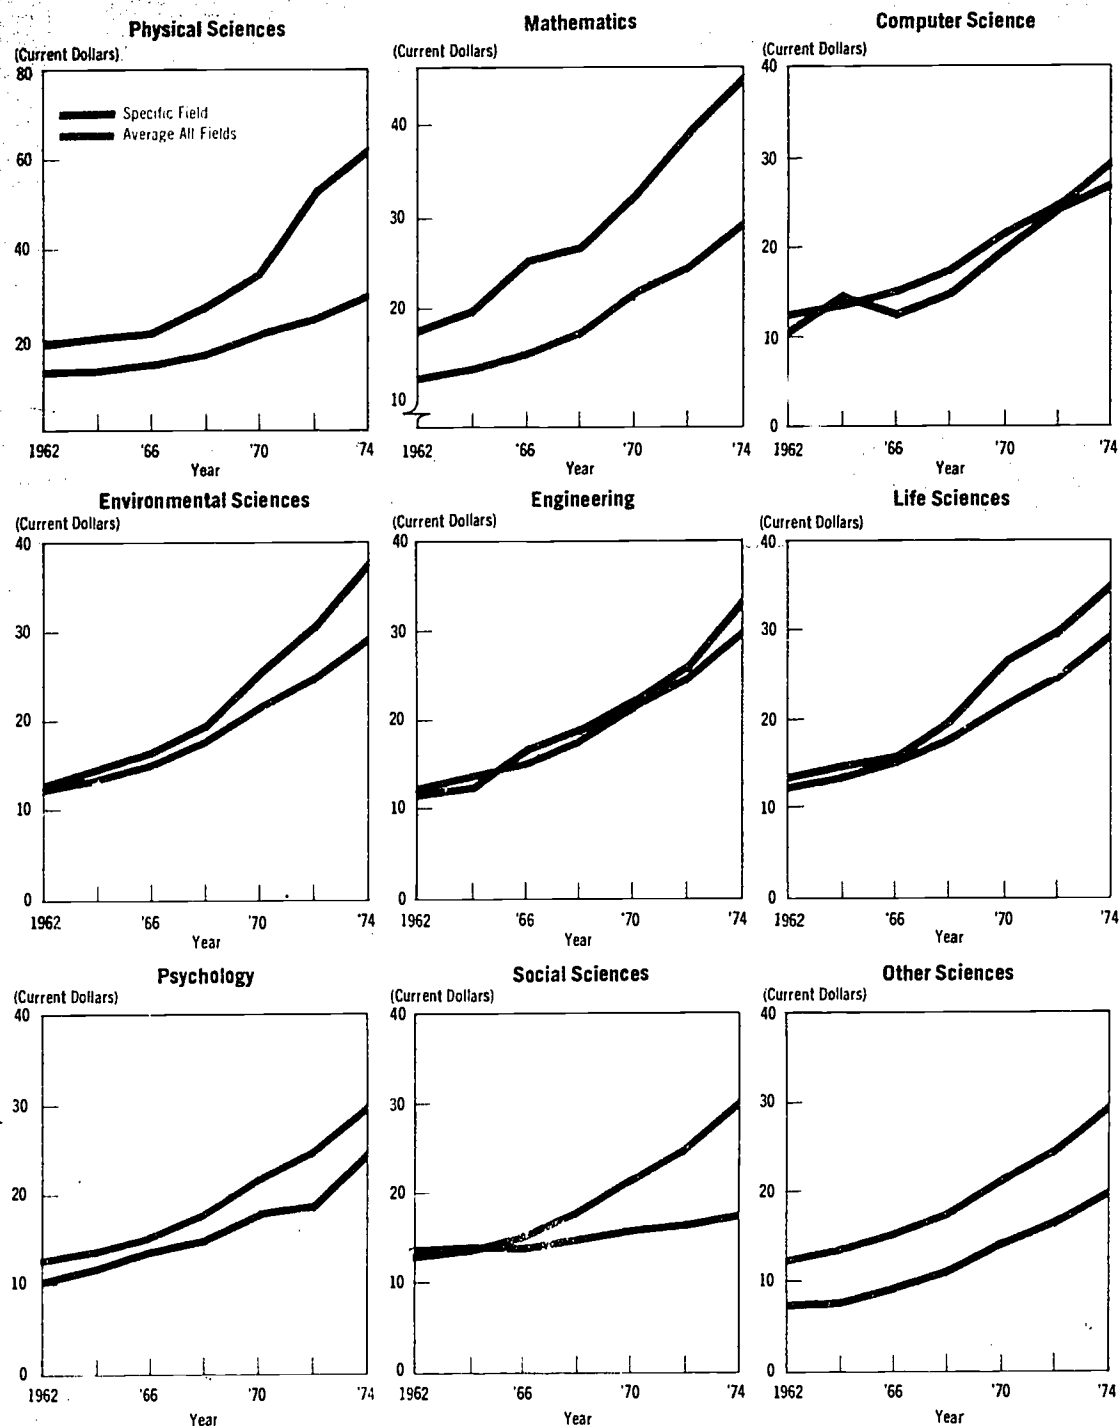 Physical Sciences
(Current Dollars)
80
60
40
20
Specific Field
Average All Fields
1962 '66 '70 '74
Year
Mathematics
(Current Dollars)
40
30
20
10
1962 '66 '70 '74
Year
Computer Science
(Current Dollars)
40
30
20
10
0
1962 '66 '70 '74
Year
Environmental Sciences
(Current Dollars)
40
30
20
10
0
1962 '66 '70 '74
Year
Engineering
(Current Dollars)
40
30
20
10
0
1962 '66 '70 '74
Year
Life Sciences
(Current Dollars)
40
30
20
10
0
1962 '66 '70 '74
Year
Psychology
(Current Dollars)
40
30
20
10
0
1962 '66 '70 '74
Year
Social Sciences
(Current Dollars)
40
30
20
10
0
1962 '66 '70 '74
Year
Other Sciences
(Current Dollars)
40
30
20
10
0
1962 '66 '70 '74
Year